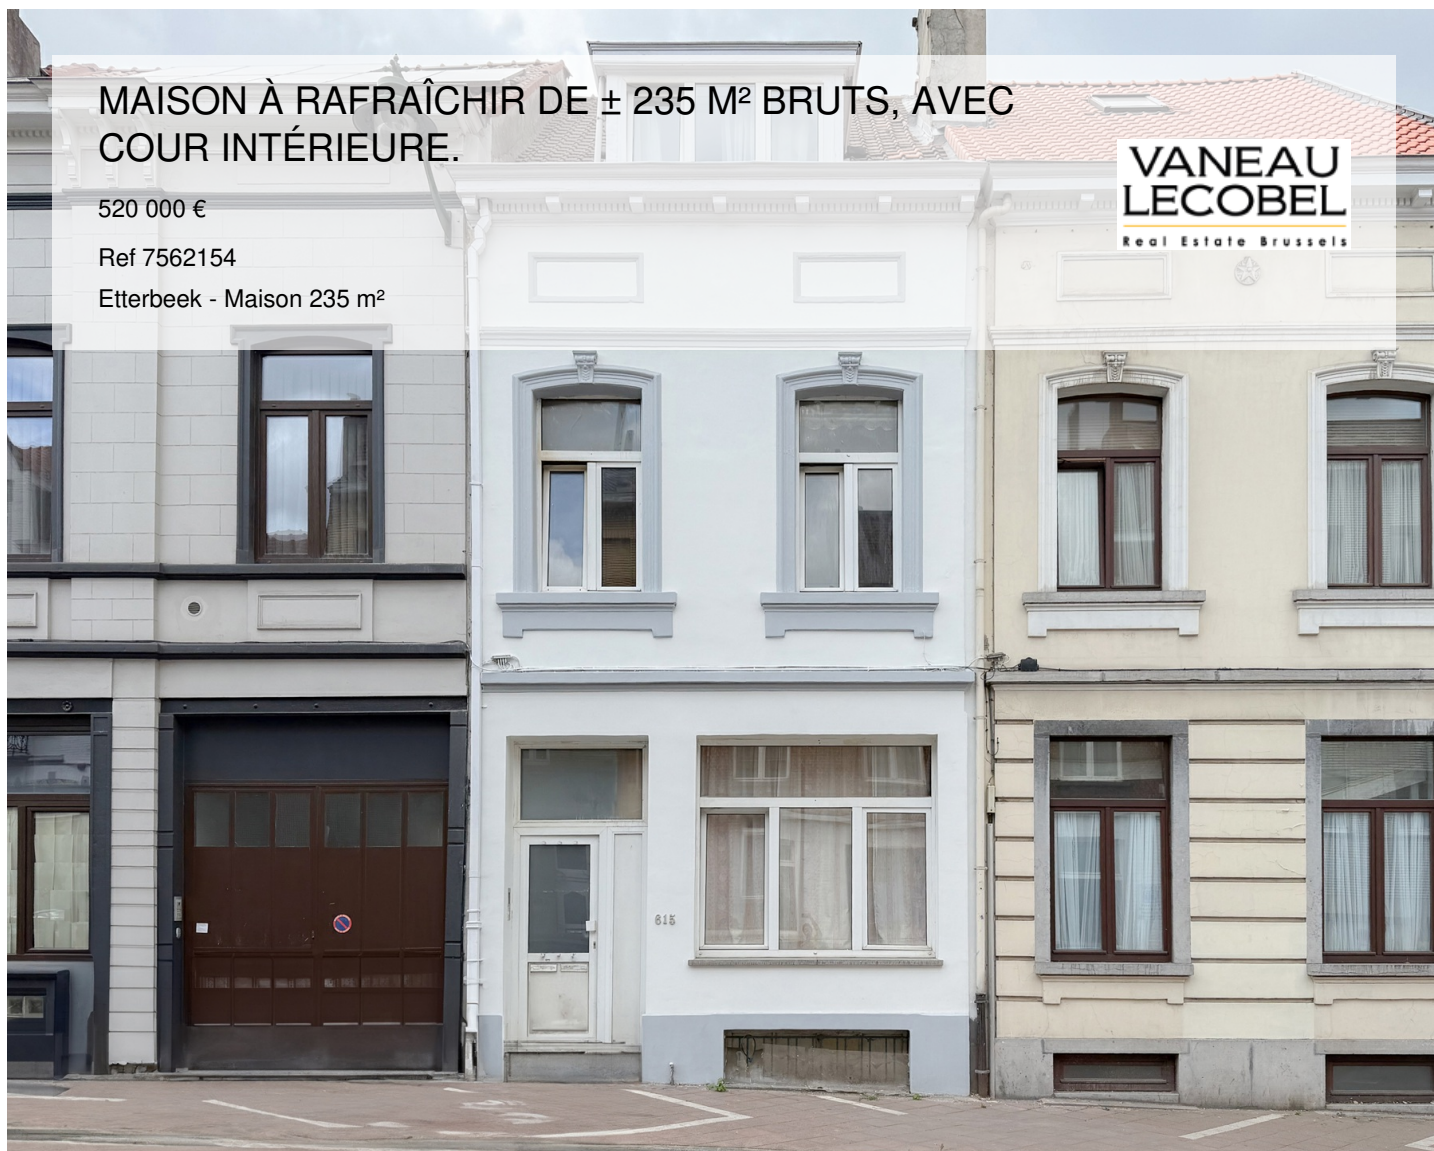 MAISON À RAFRAÎCHIR DE ± 235 M² BRUTS, AVEC
COUR INTÉRIEURE.
520 000 €
Ref 7562154
Etterbeek - Maison 235 m²
VANEAU
LECOBEL
Real Estate Brussels
615